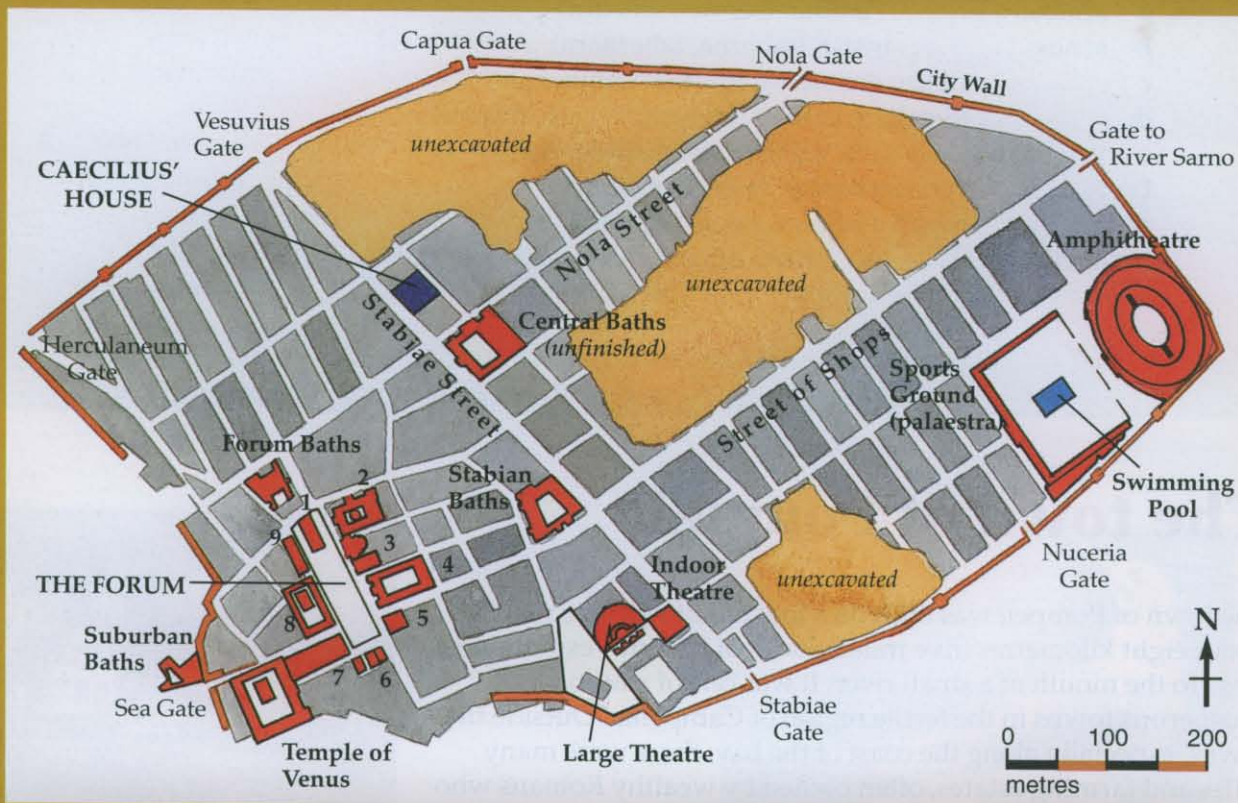 Capua Gate
Nola Gate
City Wall
Vesuvius
Gate
unexcavated
Gate to
River Sarno
CAECILIUS'
HOUSE
Nola Street
Amphitheatre
unexcavated
Stabiae Street
Central Baths
(unfinished)
Herculaneum
Gate
Street of Shops
Sports
Ground
(palaestra)
Forum Baths
Stabian
Baths
Swimming
Pool
1
2
3
4
5
6
7
8
9
THE FORUM
Indoor
Theatre
unexcavated
Nuceria
Gate
N
Suburban
Baths
Sea Gate
Temple of
Venus
Large Theatre
Stabiae
Gate
0 100 200
metres